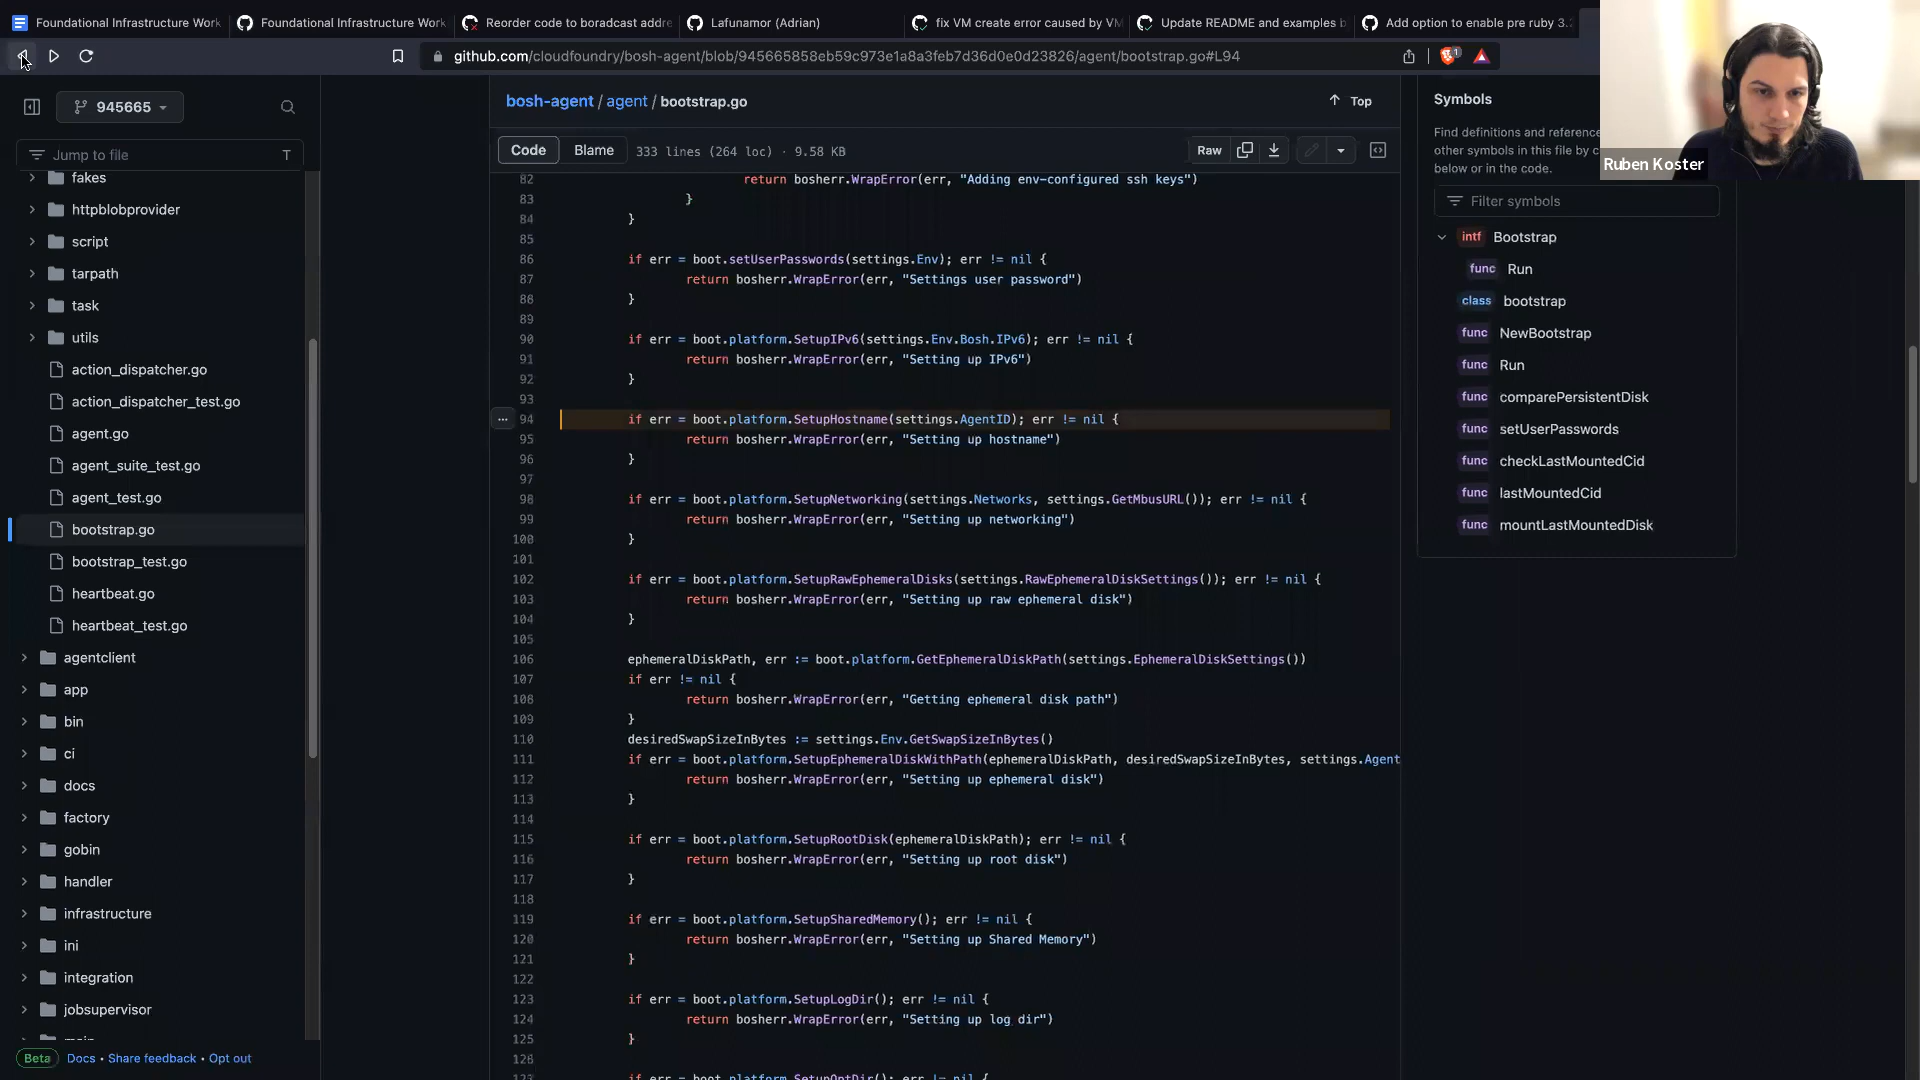 Foundational Infrastructure Work
Foundational Infrastructure Work
Reorder code to boradcast addre
Lafunamor (Adrian)
fix VM create error caused by VM
Update README and examples b
Add option to enable pre ruby 3.2
github.com/cloudfoundry/bosh-agent/blob/945665858eb59c973e1a8a3feb7d36d0e0d23826/agent/bootstrap.go#L94
1
945665
Jump to file
T
fakes
httpblobprovider
script
tarpath
task
utils
action_dispatcher.go
action_dispatcher_test.go
agent.go
agent_suite_test.go
agent_test.go
bootstrap.go
bootstrap_test.go
heartbeat.go
heartbeat_test.go
agentclient
app
bin
ci
docs
factory
gobin
handler
infrastructure
ini
integration
jobsupervisor
main
Beta Docs • Share feedback • Opt out
bosh-agent / agent / bootstrap.go
Top
Code Blame 333 lines (264 loc) · 9.58 KB
Raw
82 return bosherr.WrapError(err, "Adding env-configured ssh keys")
83 }
84 }
85
86 if err = boot.setUserPasswords(settings.Env); err != nil {
87 return bosherr.WrapError(err, "Settings user password")
88 }
89
90 if err = boot.platform.SetupIPv6(settings.Env.Bosh.IPv6); err != nil {
91 return bosherr.WrapError(err, "Setting up IPv6")
92 }
93
94 if err = boot.platform.SetupHostname(settings.AgentID); err != nil {
95 return bosherr.WrapError(err, "Setting up hostname")
96 }
97
98 if err = boot.platform.SetupNetworking(settings.Networks, settings.GetMbusURL()); err != nil {
99 return bosherr.WrapError(err, "Setting up networking")
100 }
101
102 if err = boot.platform.SetupRawEphemeralDisks(settings.RawEphemeralDiskSettings()); err != nil {
103 return bosherr.WrapError(err, "Setting up raw ephemeral disk")
104 }
105
106 ephemeralDiskPath, err := boot.platform.GetEphemeralDiskPath(settings.EphemeralDiskSettings())
107 if err != nil {
108 return bosherr.WrapError(err, "Getting ephemeral disk path")
109 }
110 desiredSwapSizeInBytes := settings.Env.GetSwapSizeInBytes()
111 if err = boot.platform.SetupEphemeralDiskWithPath(ephemeralDiskPath, desiredSwapSizeInBytes, settings.Agent
112 return bosherr.WrapError(err, "Setting up ephemeral disk")
113 }
114
115 if err = boot.platform.SetupRootDisk(ephemeralDiskPath); err != nil {
116 return bosherr.WrapError(err, "Setting up root disk")
117 }
118
119 if err = boot.platform.SetupSharedMemory(); err != nil {
120 return bosherr.WrapError(err, "Setting up Shared Memory")
121 }
122
123 if err = boot.platform.SetupLogDir(); err != nil {
124 return bosherr.WrapError(err, "Setting up log dir")
125 }
126
127 if err = boot.platform.SetupOptDir(); err != nil {
Symbols
Find definitions and reference
other symbols in this file by c
below or in the code.
Filter symbols
intf Bootstrap
func Run
class bootstrap
func NewBootstrap
func Run
func comparePersistentDisk
func setUserPasswords
func checkLastMountedCid
func lastMountedCid
func mountLastMountedDisk
Ruben Koster